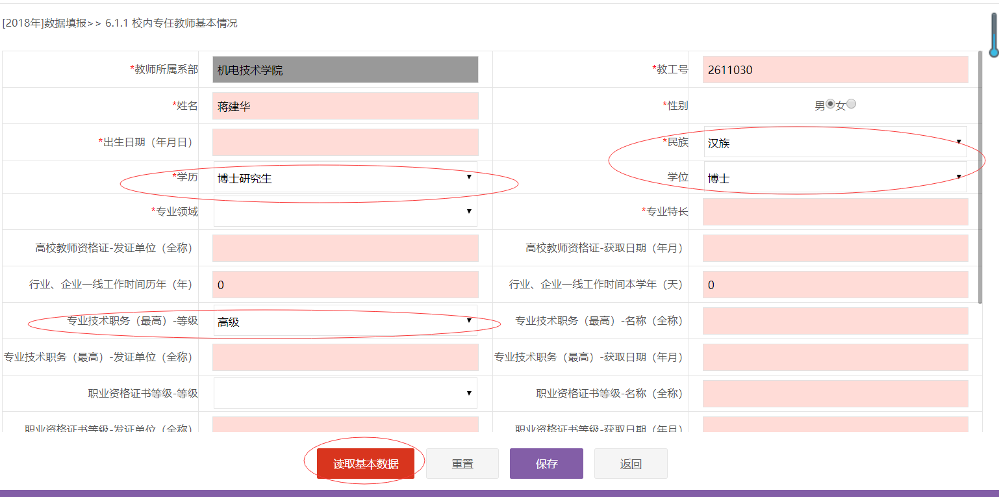 [2018年]数据填报>> 6.1.1 校内专任教师基本情况
*教师所属系部 机电技术学院 *教工号 2611030
*姓名 蒋建华 *性别 男 女
*出生日期（年月日） *民族 汉族
*学历 博士研究生 学位 博士
*专业领域 *专业特长
高校教师资格证-发证单位（全称） 高校教师资格证-获取日期（年月）
行业、企业一线工作时间历年（年） 0 行业、企业一线工作时间本学年（天） 0
专业技术职务（最高）-等级 高级 专业技术职务（最高）-名称（全称）
专业技术职务（最高）-发证单位（全称） 专业技术职务（最高）-获取日期（年月）
职业资格证书等级-等级 职业资格证书等级-名称（全称）
职业资格证书等级-发证单位（全称） 职业资格证书等级-获取日期（年月）
读取基本数据 重置 保存 返回